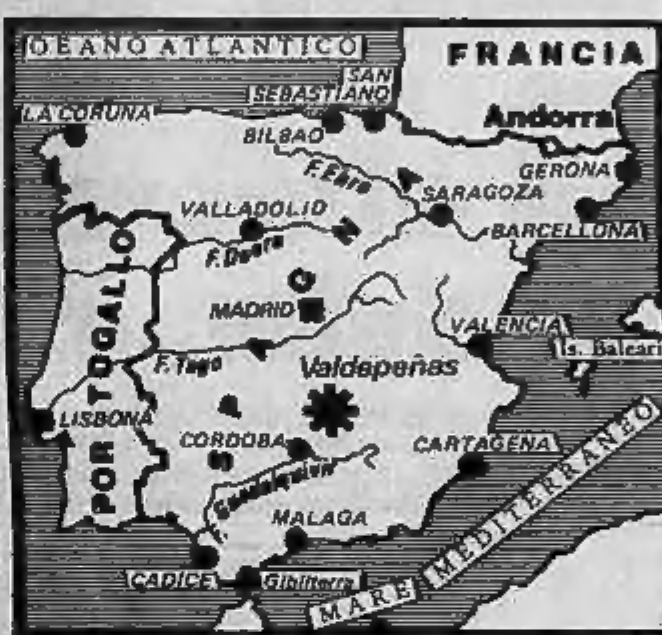 OCEANO ATLANTICO
FRANCIA
SAN
SEBASTIANO
LA CORUNA
Andorra
BILBAO
GERONA
F. Ebro
SARAGOZA
VALLADOLID
BARCELLONA
F. Duero
MADRID
VALENCIA
Is. Baleari
F. Tago
Valdepeñas
LISBONA
PORTOGALLO
CORDOBA
CARTAGENA
F. Guadalquivir
MALAGA
CADICE
Gibilterra
MARE MEDITERRANEO
SPAGNA